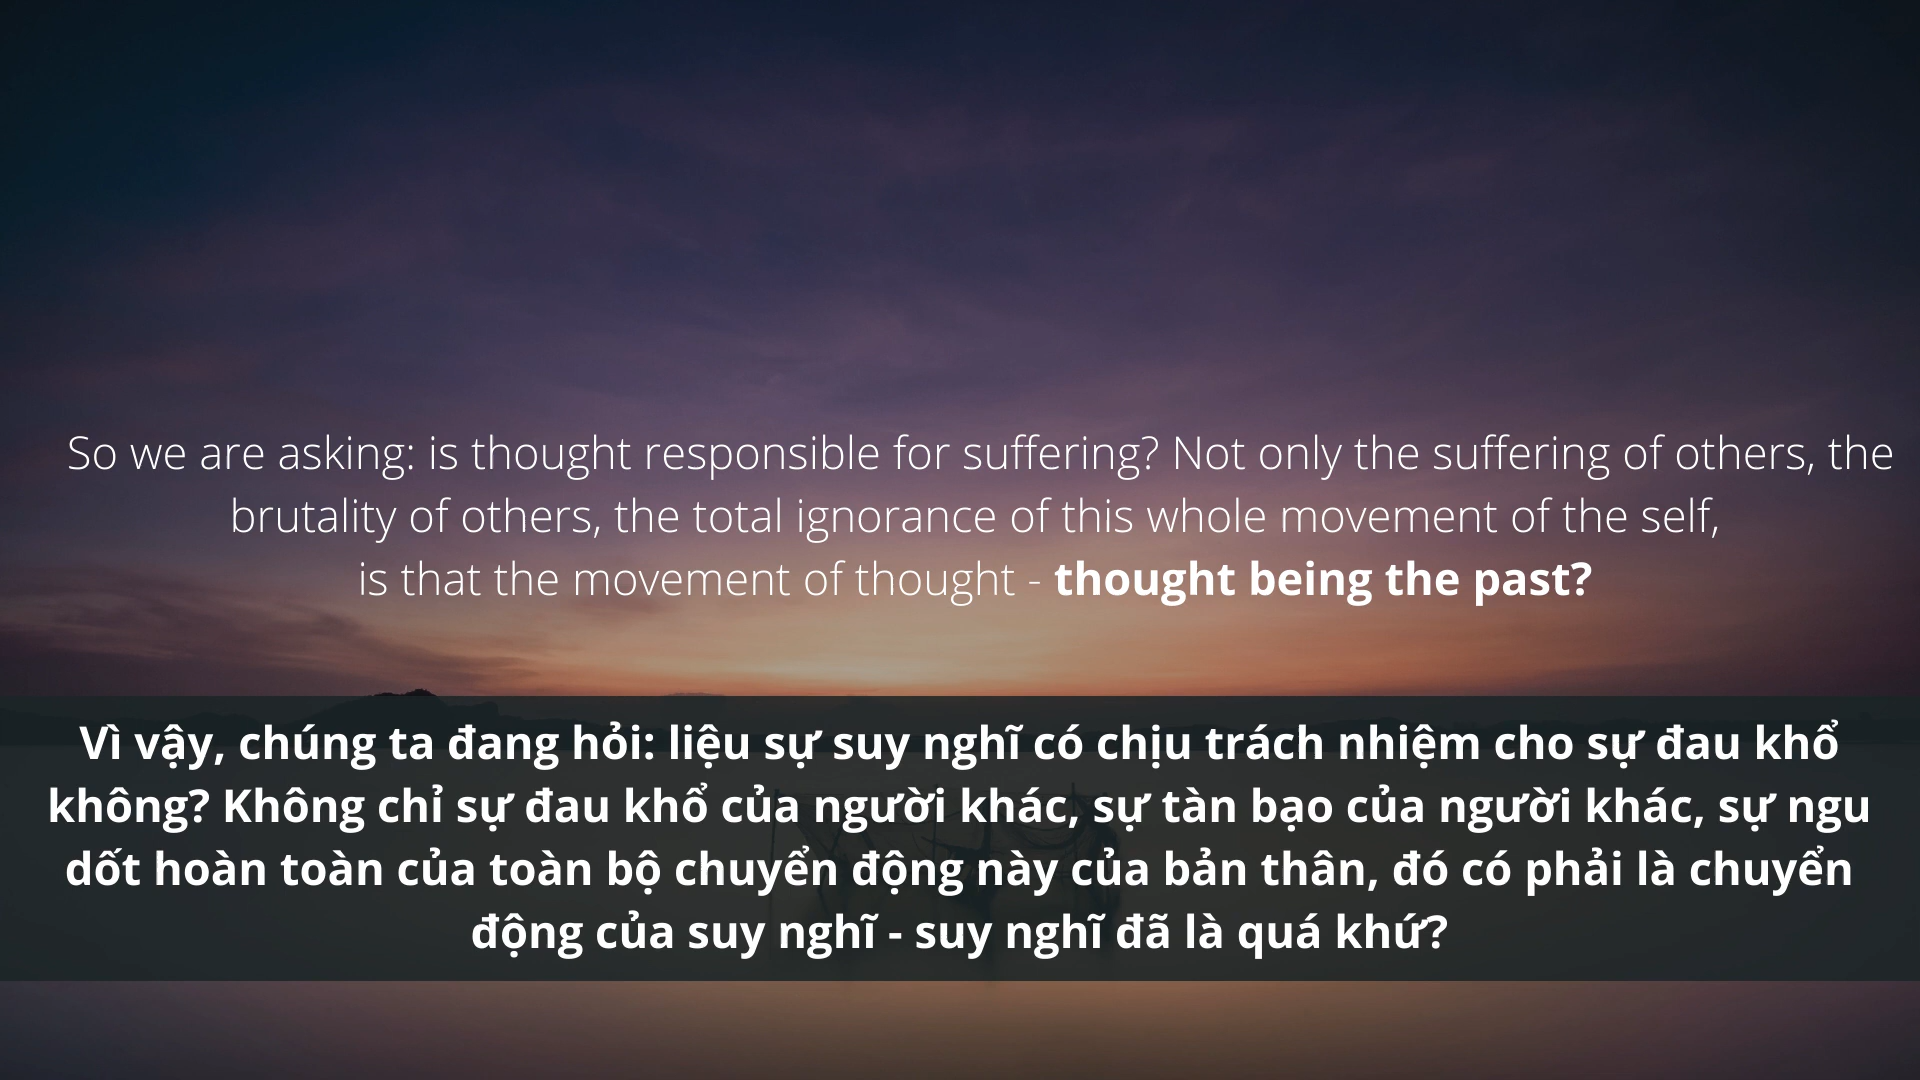 So we are asking: is thought responsible for suffering? Not only the suffering of others, the
brutality of others, the total ignorance of this whole movement of the self,
is that the movement of thought - thought being the past?
Vì vậy, chúng ta đang hỏi: liệu sự suy nghĩ có chịu trách nhiệm cho sự đau khổ
không? Không chỉ sự đau khổ của người khác, sự tàn bạo của người khác, sự ngu
dốt hoàn toàn của toàn bộ chuyển động này của bản thân, đó có phải là chuyển
động của suy nghĩ - suy nghĩ đã là quá khứ?